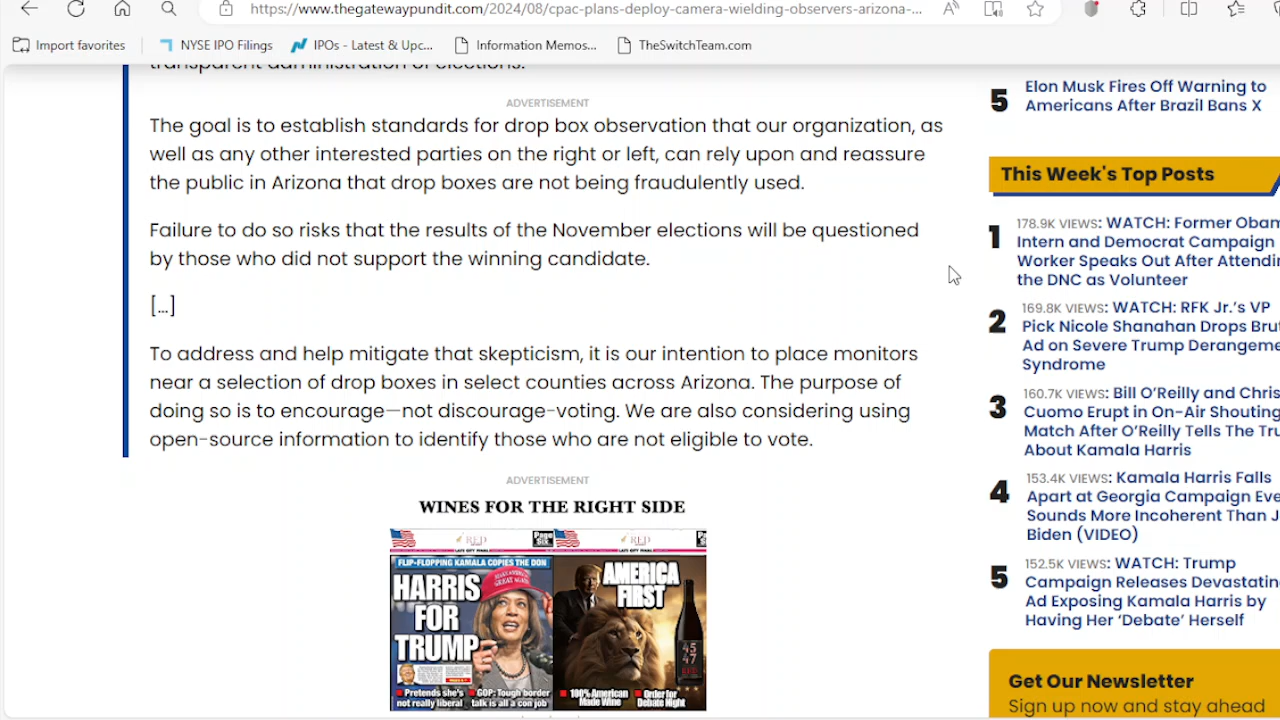 https://www.thegatewaypundit.com/2024/08/cpac-plans-deploy-camera-wielding-observers-arizona-...
Import favorites
NYSE IPO Filings
IPOs - Latest & Upc...
Information Memos...
TheSwitchTeam.com
transparent administration of elections.
ADVERTISEMENT
The goal is to establish standards for drop box observation that our organization, as
well as any other interested parties on the right or left, can rely upon and reassure
the public in Arizona that drop boxes are not being fraudulently used.
Failure to do so risks that the results of the November elections will be questioned
by those who did not support the winning candidate.
[...]
To address and help mitigate that skepticism, it is our intention to place monitors
near a selection of drop boxes in select counties across Arizona. The purpose of
doing so is to encourage—not discourage-voting. We are also considering using
open-source information to identify those who are not eligible to vote.
ADVERTISEMENT
WINES FOR THE RIGHT SIDE
RED
Page Six
RED
LATE CITY FINAL
LATE CITY FINAL
FLIP-FLOPPING KAMALA COPIES THE DON
HARRIS
FOR
TRUMP
Pretends she's
not really liberal
GOP: Tough border
talk is all a con job
AMERICA
FIRST
45
47
100% American
Made Wine
Order for
Debate Night
5
Elon Musk Fires Off Warning to
Americans After Brazil Bans X
This Week's Top Posts
1
178.9K VIEWS: WATCH: Former Obam
Intern and Democrat Campaign
Worker Speaks Out After Attendin
the DNC as Volunteer
2
169.8K VIEWS: WATCH: RFK Jr.'s VP
Pick Nicole Shanahan Drops Brut
Ad on Severe Trump Derangeme
Syndrome
3
160.7K VIEWS: Bill O'Reilly and Chris
Cuomo Erupt in On-Air Shouting
Match After O'Reilly Tells The Tru
About Kamala Harris
4
153.4K VIEWS: Kamala Harris Falls
Apart at Georgia Campaign Eve
Sounds More Incoherent Than J
Biden (VIDEO)
5
152.5K VIEWS: WATCH: Trump
Campaign Releases Devastatin
Ad Exposing Kamala Harris by
Having Her 'Debate' Herself
Get Our Newsletter
Sign up now and stay ahead